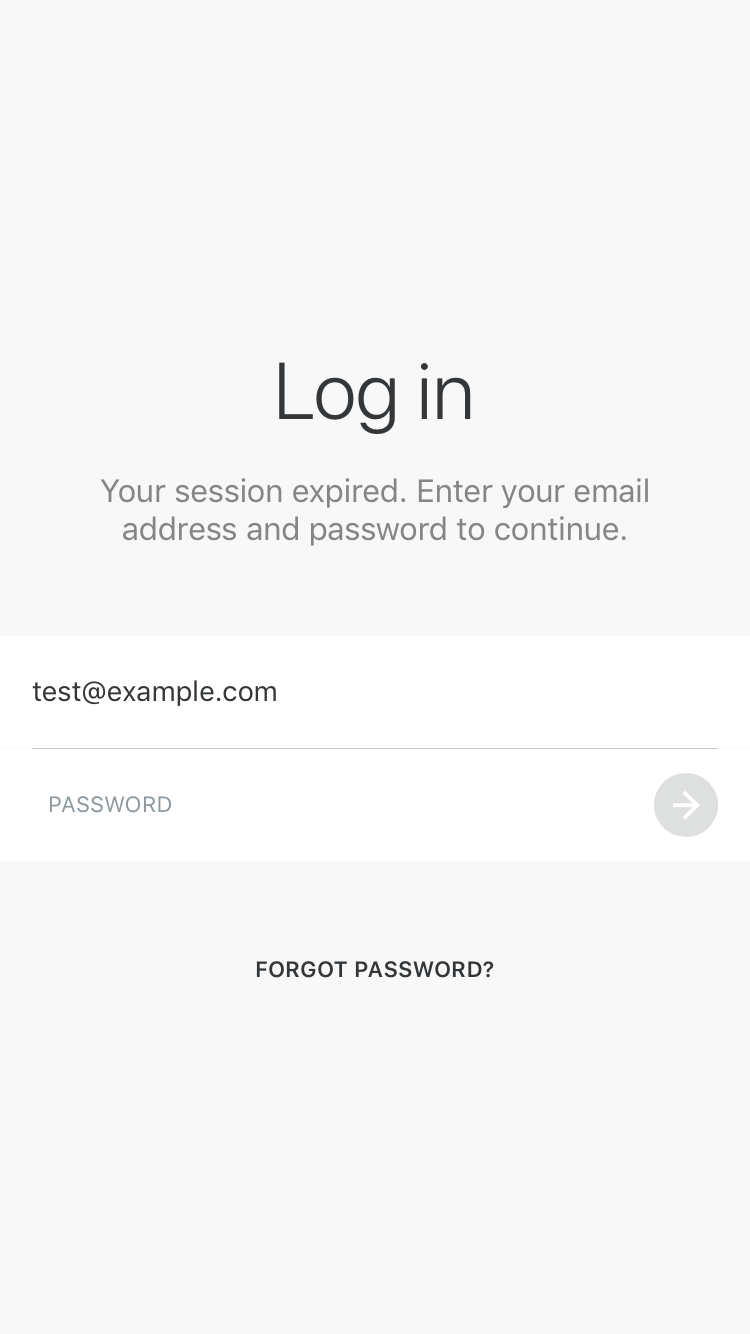 Log in
Your session expired. Enter your email
address and password to continue.
test@example.com
PASSWORD
FORGOT PASSWORD?